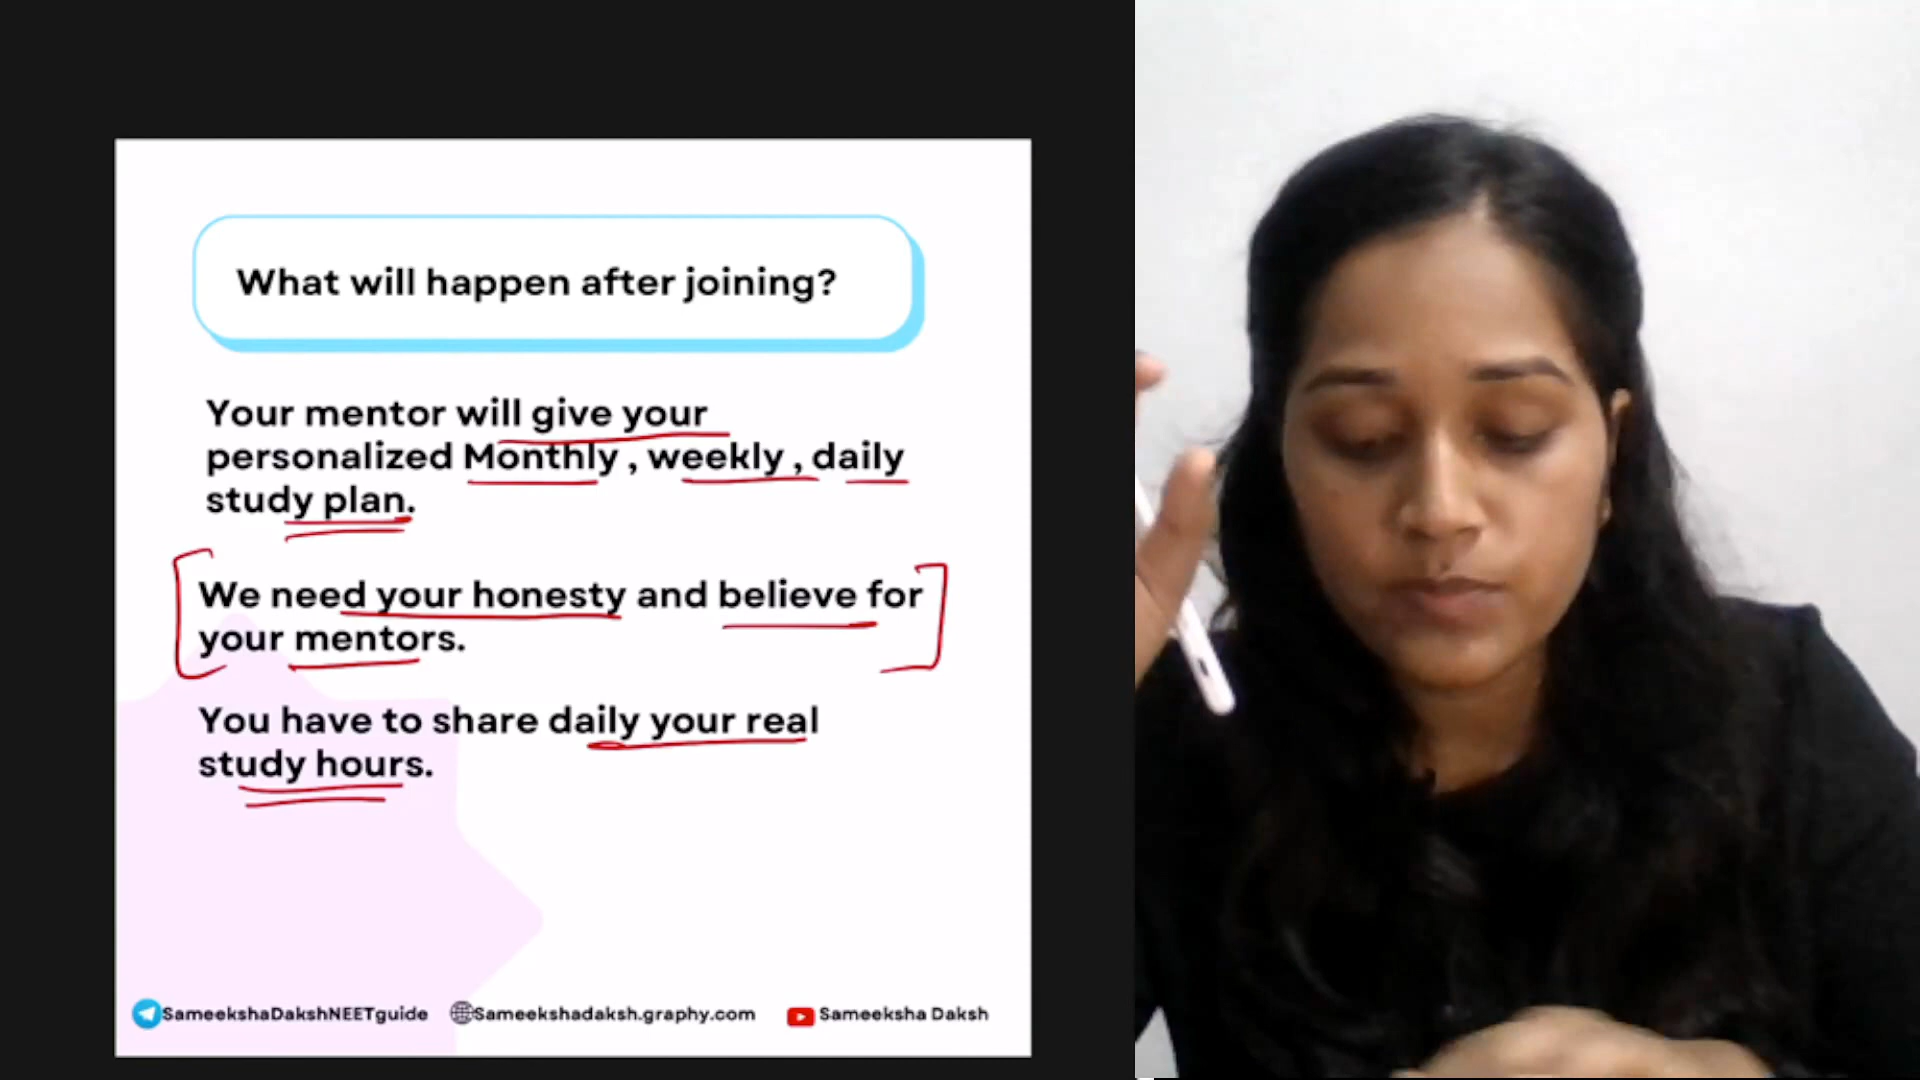 What will happen after joining?
Your mentor will give your
personalized Monthly , weekly , daily
study plan.
We need your honesty and believe for
your mentors.
You have to share daily your real
study hours.
SameekshaDakshNEETguide Sameekshadaksh.graphy.com Sameeksha Daksh